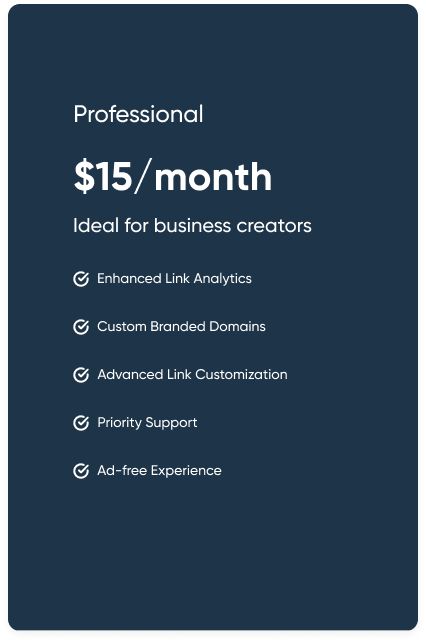 Professional
$15/month
Ideal for business creators
Enhanced Link Analytics
Custom Branded Domains
Advanced Link Customization
Priority Support
Ad-free Experience